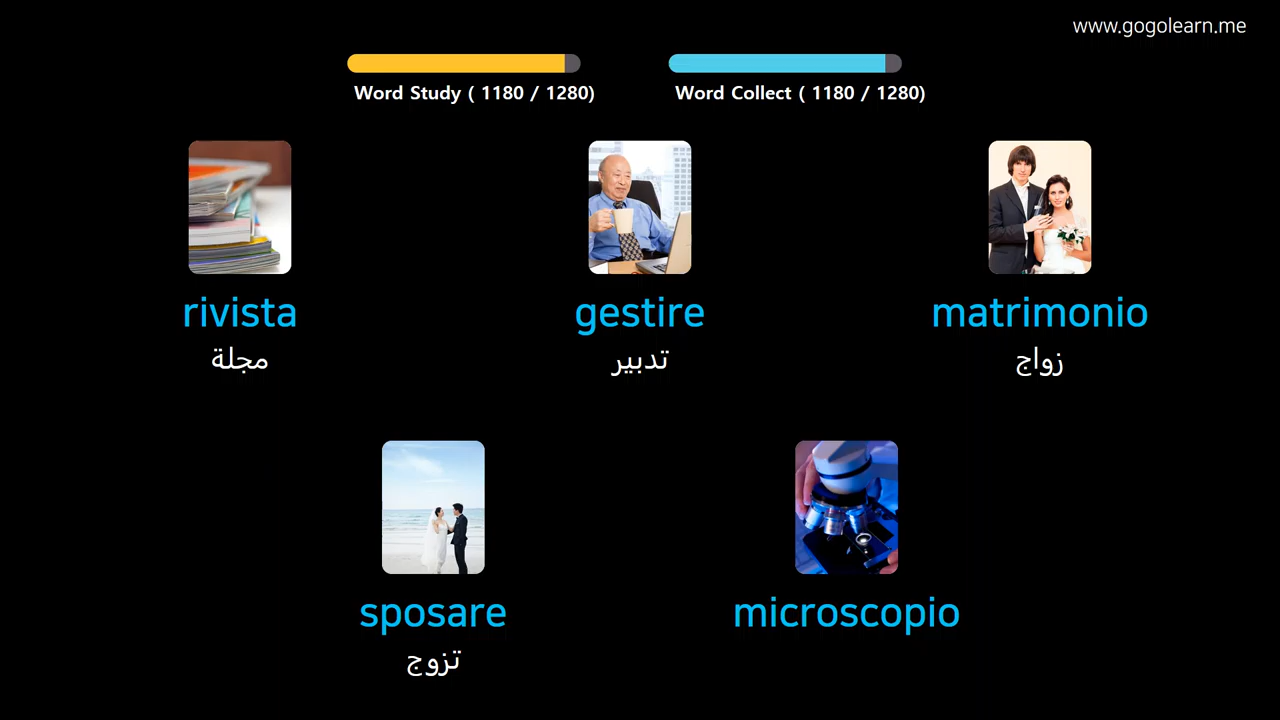 www.gogolearn.me
Word Study ( 1180 / 1280)
Word Collect ( 1180 / 1280)
rivista
مجلة
gestire
تدبير
matrimonio
زواج
sposare
تزوج
microscopio